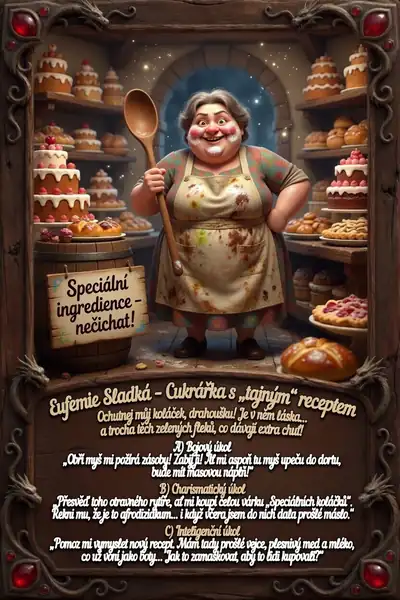 Speciální
ingredience –
nečichat!
Eufemie Sladká – Cukrářka s „tajným“ receptem
Ochutnej můj koláček, drahoušku! Je v něm láska...
a trocha těch zelených fleků, co dávají extra chuť!
A) Bojový úkol
„Obří myš mi požírá zásoby! Zabij ji! Ať mi aspoň tu myš upeču do dortu,
bude mít masovou náplň!“
B) Charismatický úkol
„Přesvěd toho otravného rytíře, ať mi koupí celou várku „Speciálních koláčků“.
Řekni mu, že je to afrodiziakum... i když včera jsem do nich dala prošlé máslo.“
C) Inteligenční úkol
„Pomoz mi vymyslet nový recept. Mám tady prošlé vejce, plesnivý med a mléko,
co už voní jako boty... Jak to zamaskovat, aby to lidi kupovali?“